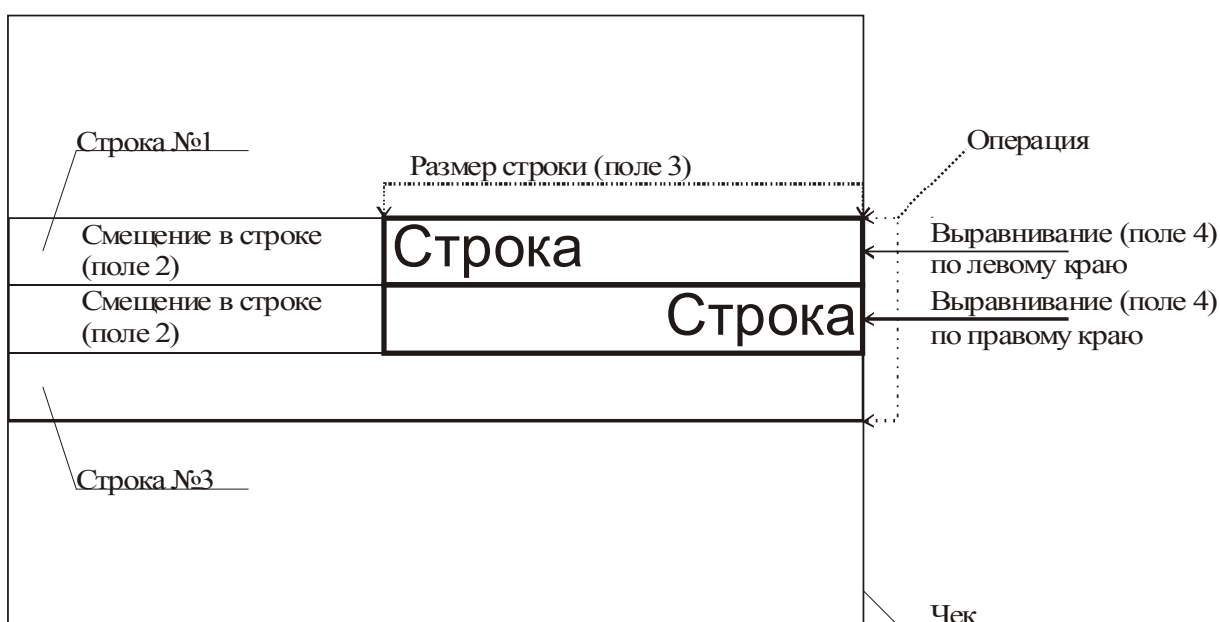 Строка №1
Операция
Размер строки (поле 3)
Смещение в строке
(поле 2)
Строка
Выравнивание (поле 4)
по левому краю
Смещение в строке
(поле 2)
Строка
Выравнивание (поле 4)
по правому краю
Строка №3
Чек